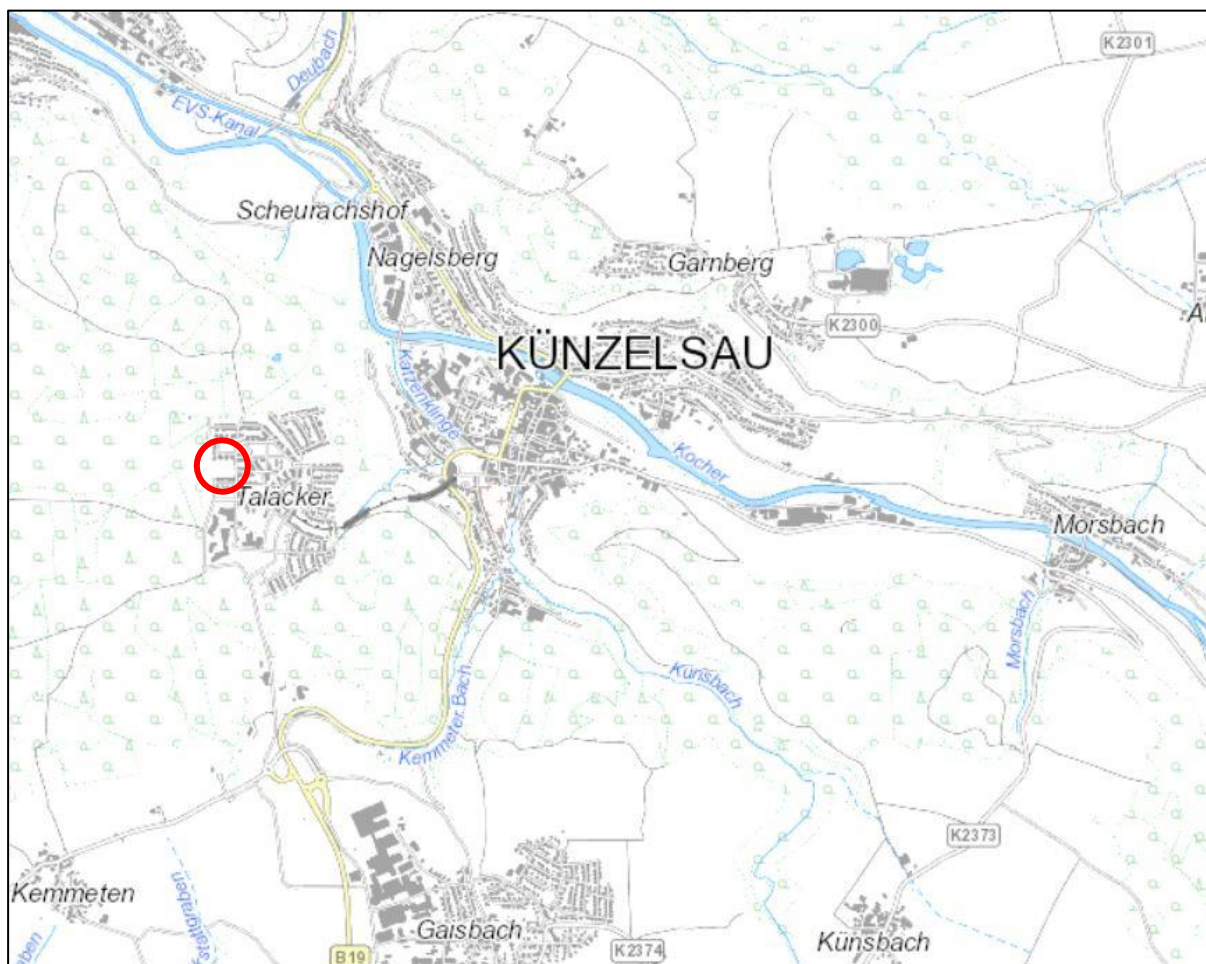 K2301
Deubach
EVS-Kanal
Scheurachshof
Nagelsberg
Garnberg
K2300
KÜNZELSAU
Katzenklinge
Kocher
Talacker
Morsbach
Morsbach
Künsbach
Kemmeter Bach
K2373
Kemmeten
Gaisbach
Künsbach
K2374
B19